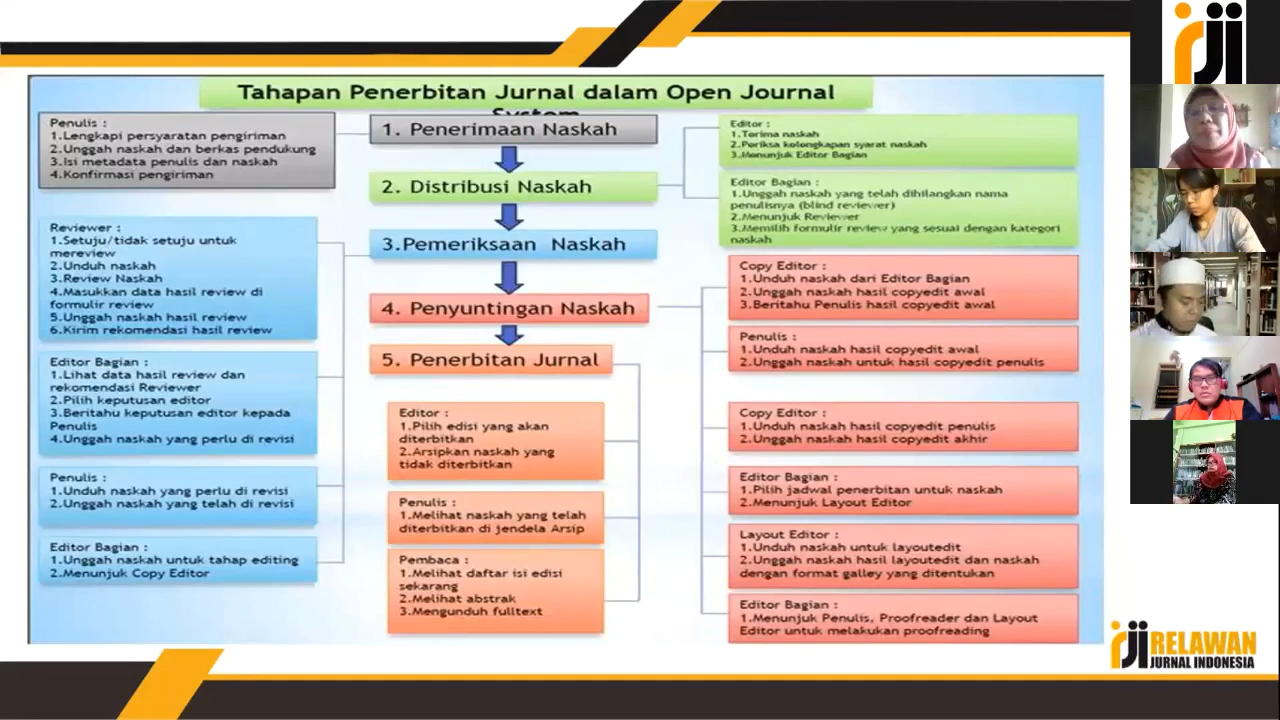 Tahapan Penerbitan Jurnal dalam Open Journal
System
Penulis :
1.Lengkapi persyaratan pengiriman
2.Unggah naskah dan berkas pendukung
3.Isi metadata penulis dan naskah
4.Konfirmasi pengiriman
1. Penerimaan Naskah
2. Distribusi Naskah
3.Pemeriksaan Naskah
4. Penyuntingan Naskah
5. Penerbitan Jurnal
Editor :
1.Terima naskah
2.Periksa kelengkapan syarat naskah
3.Menunjuk Editor Bagian
Editor Bagian :
1.Unggah naskah yang telah dihilangkan nama
penulisnya (blind reviewer)
2.Menunjuk Reviewer
3.Memilih formulir review yang sesuai dengan kategori
naskah
Reviewer :
1.Setuju/tidak setuju untuk
mereview
2.Unduh naskah
3.Review Naskah
4.Masukkan data hasil review di
formulir review
5.Unggah naskah hasil review
6.Kirim rekomendasi hasil review
Editor Bagian :
1.Lihat data hasil review dan
rekomendasi Reviewer
2.Pilih keputusan editor
3.Beritahu keputusan editor kepada
Penulis
4.Unggah naskah yang perlu di revisi
Penulis :
1.Unduh naskah yang perlu di revisi
2.Unggah naskah yang telah di revisi
Editor Bagian :
1.Unggah naskah untuk tahap editing
2.Menunjuk Copy Editor
Copy Editor :
1.Unduh naskah dari Editor Bagian
2.Unggah naskah hasil copyedit awal
3.Beritahu Penulis hasil copyedit awal
Penulis :
1.Unduh naskah hasil copyedit awal
2.Unggah naskah untuk hasil copyedit penulis
Copy Editor :
1.Unduh naskah hasil copyedit penulis
2.Unggah naskah hasil copyedit akhir
Editor Bagian :
1.Pilih jadwal penerbitan untuk naskah
2.Menunjuk Layout Editor
Layout Editor :
1.Unduh naskah untuk layoutedit
2.Unggah naskah hasil layoutedit dan naskah
dengan format galley yang ditentukan
Editor Bagian :
1.Menunjuk Penulis, Proofreader dan Layout
Editor untuk melakukan proofreading
Editor :
1.Pilih edisi yang akan
diterbitkan
2.Arsipkan naskah yang
tidak diterbitkan
Penulis :
1.Melihat naskah yang telah
diterbitkan di jendela Arsip
Pembaca :
1.Melihat daftar isi edisi
sekarang
2.Melihat abstrak
3.Mengunduh fulltext
rji
rji RELAWAN
JURNAL INDONESIA